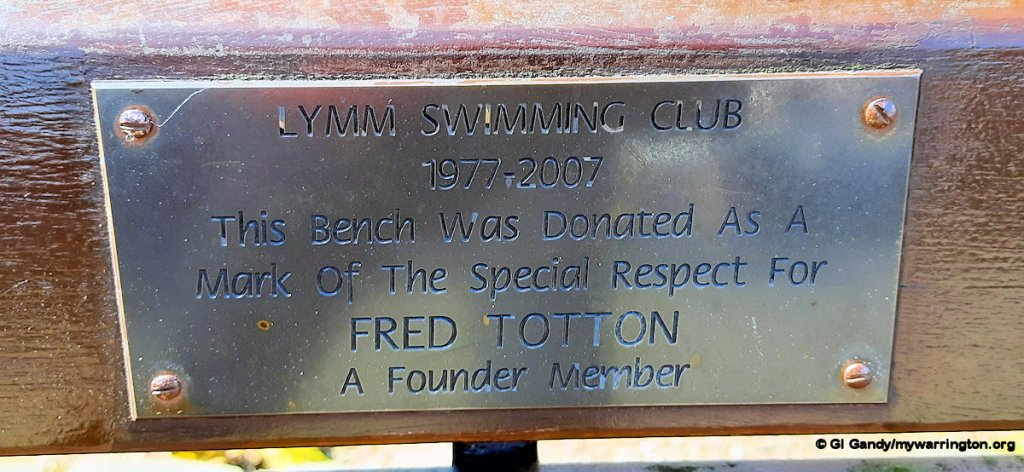 LYMM SWIMMING CLUB
1977-2007
This Bench Was Donated As A
Mark Of The Special Respect For
FRED TOTTON
A Founder Member
© GI Gandy/mywarrington.org